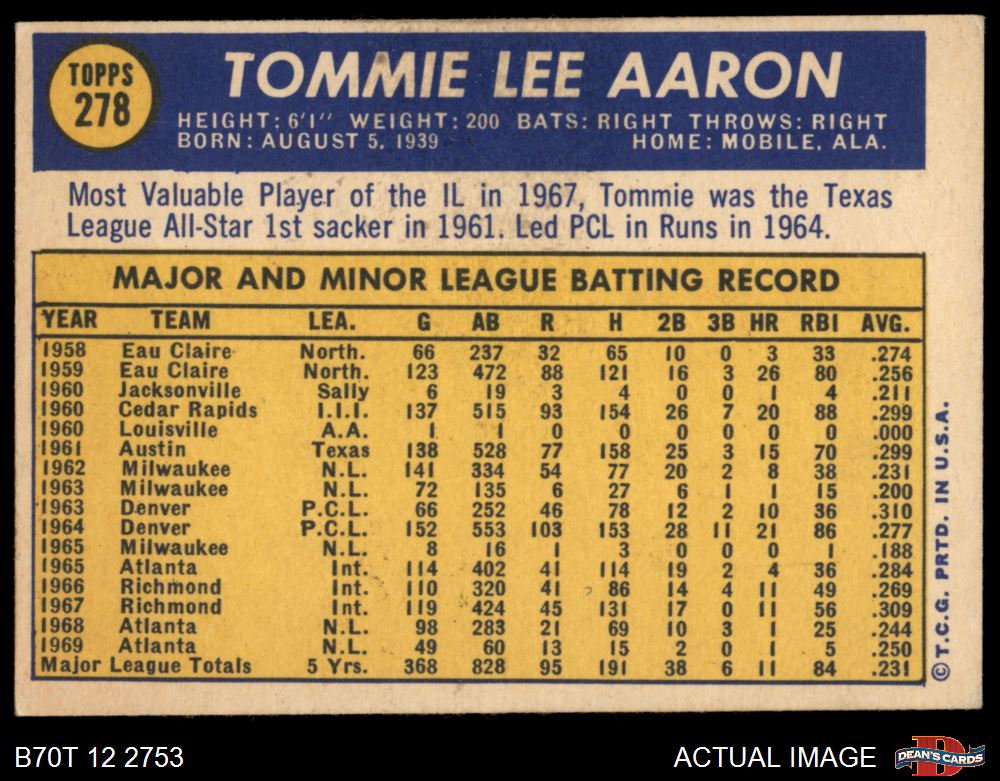 TOPPS
278
TOMMIE LEE AARON
HEIGHT: 6'1" WEIGHT: 200 BATS: RIGHT THROWS: RIGHT
BORN: AUGUST 5, 1939 HOME: MOBILE, ALA.
Most Valuable Player of the IL in 1967, Tommie was the Texas
League All-Star 1st sacker in 1961. Led PCL in Runs in 1964.
MAJOR AND MINOR LEAGUE BATTING RECORD
YEAR TEAM LEA. G AB R H 2B 3B HR RBI AVG.
1958 Eau Claire North. 66 237 32 65 10 0 3 33 .274
1959 Eau Claire North. 123 472 88 121 16 3 26 80 .256
1960 Jacksonville Sally 6 19 3 4 0 0 1 4 .211
1960 Cedar Rapids I.I.I. 137 515 93 154 26 7 20 88 .299
1960 Louisville A.A. 1 1 0 0 0 0 0 0 .000
1961 Austin Texas 138 528 77 158 25 3 15 70 .299
1962 Milwaukee N.L. 141 334 54 77 20 2 8 38 .231
1963 Milwaukee N.L. 72 135 6 27 6 1 1 15 .200
1963 Denver P.C.L. 66 252 46 78 12 2 10 36 .310
1964 Denver P.C.L. 152 553 103 153 28 11 21 86 .277
1965 Milwaukee N.L. 8 16 1 3 0 0 0 1 .188
1965 Atlanta Int. 114 402 41 114 19 2 4 36 .284
1966 Richmond Int. 110 320 41 86 14 4 11 49 .269
1967 Richmond Int. 119 424 45 131 17 0 11 56 .309
1968 Atlanta N.L. 98 283 21 69 10 3 1 25 .244
1969 Atlanta N.L. 49 60 13 15 2 0 1 5 .250
Major League Totals 5 Yrs. 368 828 95 191 38 6 11 84 .231
© T.C.G. PRTD. IN U.S.A.
B70T 12 2753
ACTUAL IMAGE
D
DEAN'S CARDS